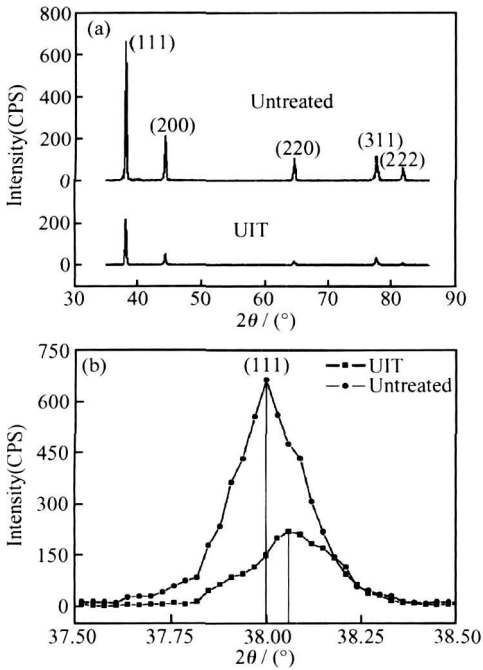 (a)
800
600
400
200
0
200
0
Intensity(CPS)
(111)
(200)
(220)
(311)
(222)
Untreated
UIT
30 40 50 60 70 80 90
2θ / (°)
(b)
750
600
450
300
150
0
Intensity(CPS)
(111)
UIT
Untreated
37.50 37.75 38.00 38.25 38.50
2θ / (°)